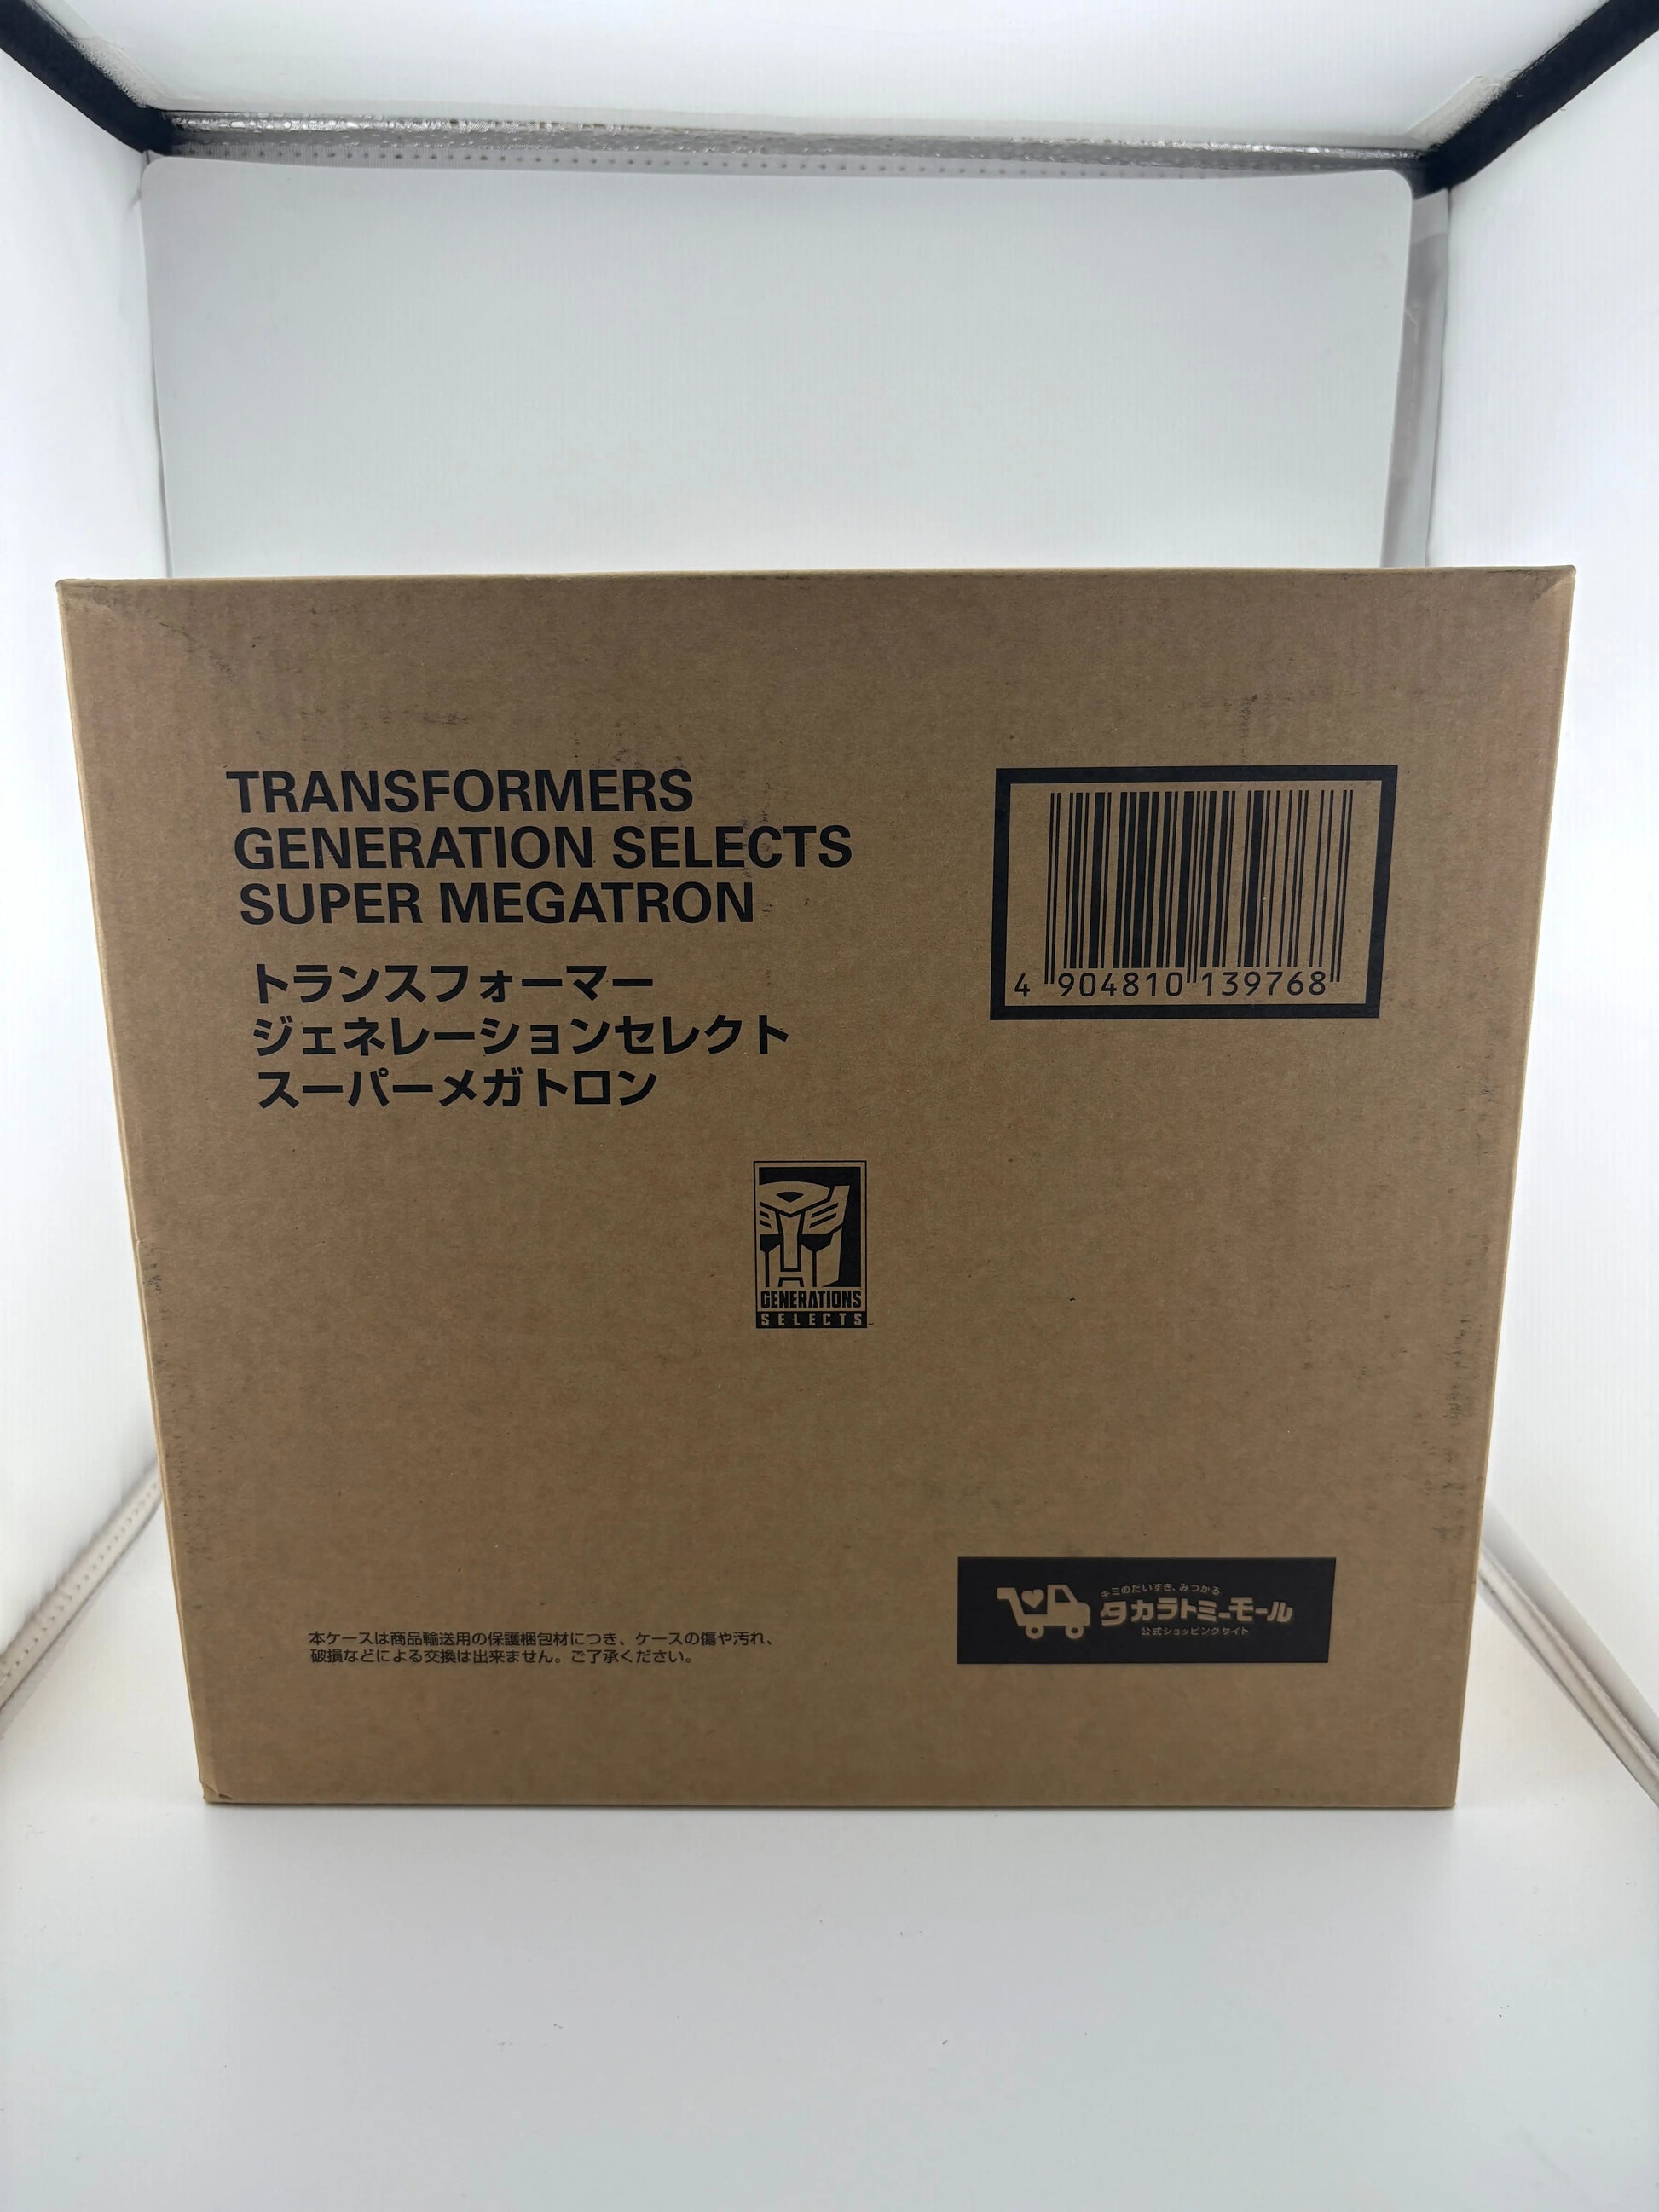 TRANSFORMERS
GENERATION SELECTS
SUPER MEGATRON
トランスフォーマー
ジェネレーションセレクト
スーパーメガトロン
4 904810 139768
GENERATIONS
SELECTS
本ケースは商品輸送用の保護梱包材につき、ケースの傷や汚れ、
破損などによる交換は出来ません。ご了承ください。
キミのだいすき、みつかる
タカラトミーモール
公式ショッピングサイト